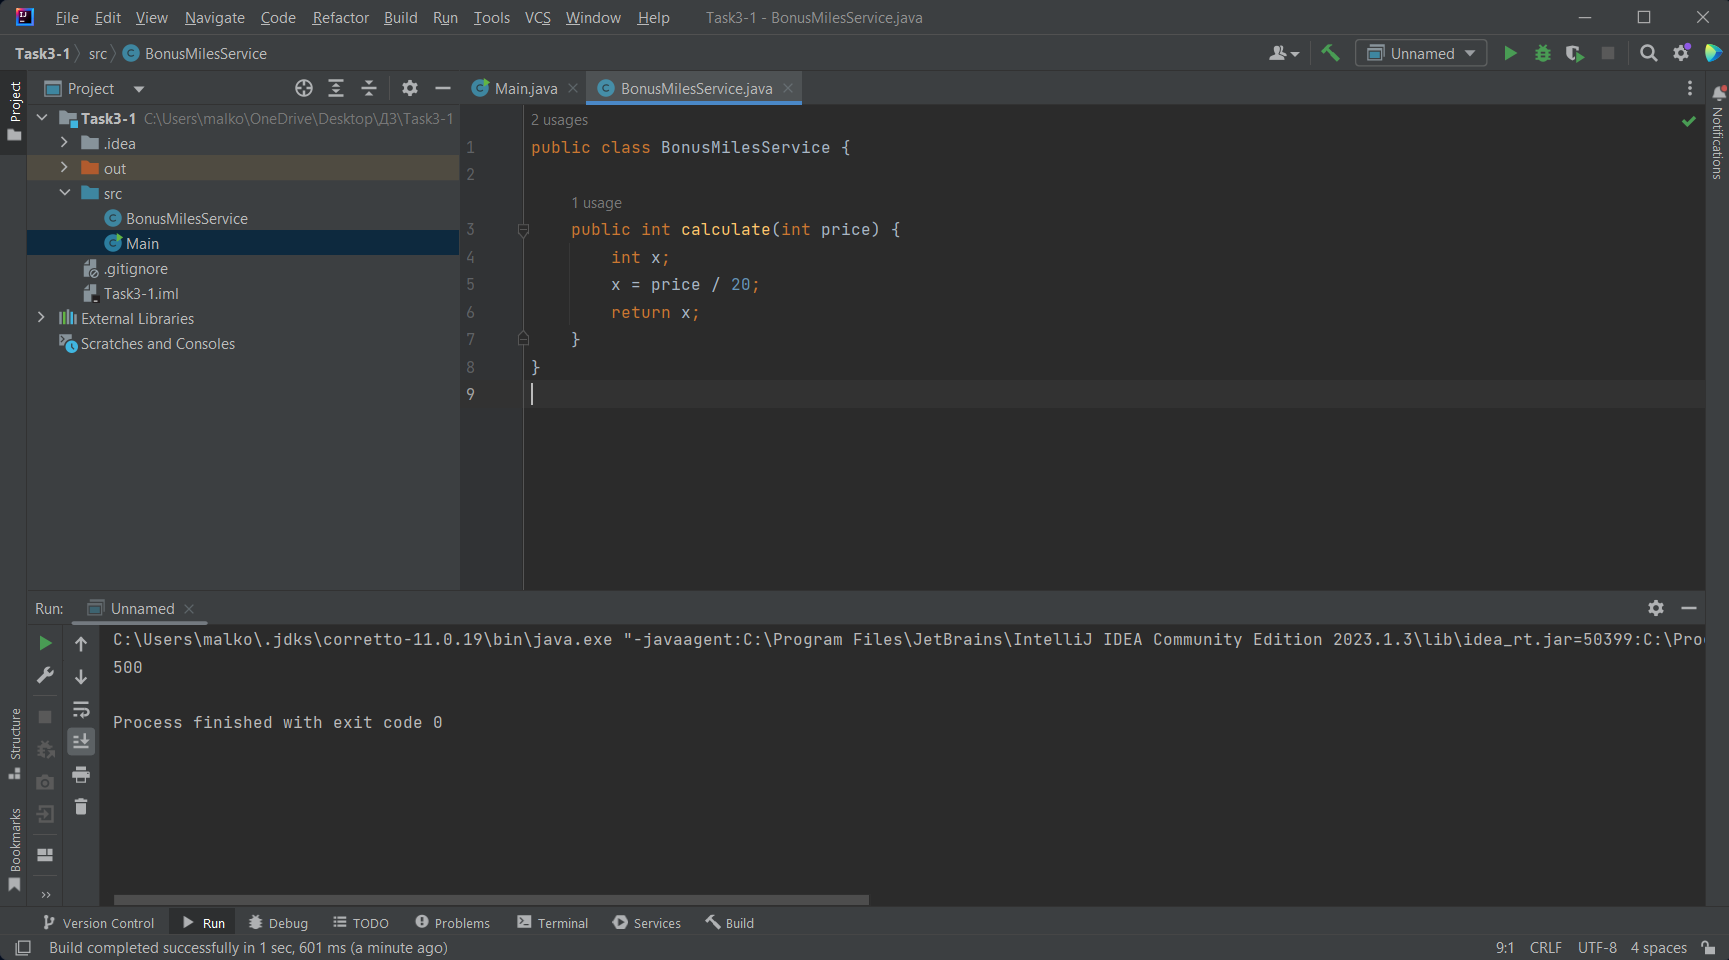 File Edit View Navigate Code Refactor Build Run Tools VCS Window Help Task3-1 - BonusMilesService.java
Task3-1 src BonusMilesService Unnamed
Project
Project
Task3-1 C:\Users\malko\OneDrive\Desktop\ДЗ\Task3-1
.idea
out
src
BonusMilesService
Main
.gitignore
Task3-1.iml
External Libraries
Scratches and Consoles
Main.java BonusMilesService.java
2 usages
1 public class BonusMilesService {
2
1 usage
3 public int calculate(int price) {
4 int x;
5 x = price / 20;
6 return x;
7 }
8 }
9
Notifications
Run: Unnamed
C:\Users\malko\.jdks\corretto-11.0.19\bin\java.exe "-javaagent:C:\Program Files\JetBrains\IntelliJ IDEA Community Edition 2023.1.3\lib\idea_rt.jar=50399:C:\Pro
500
Process finished with exit code 0
Structure
Bookmarks
Version Control Run Debug TODO Problems Terminal Services Build
Build completed successfully in 1 sec, 601 ms (a minute ago) 9:1 CRLF UTF-8 4 spaces